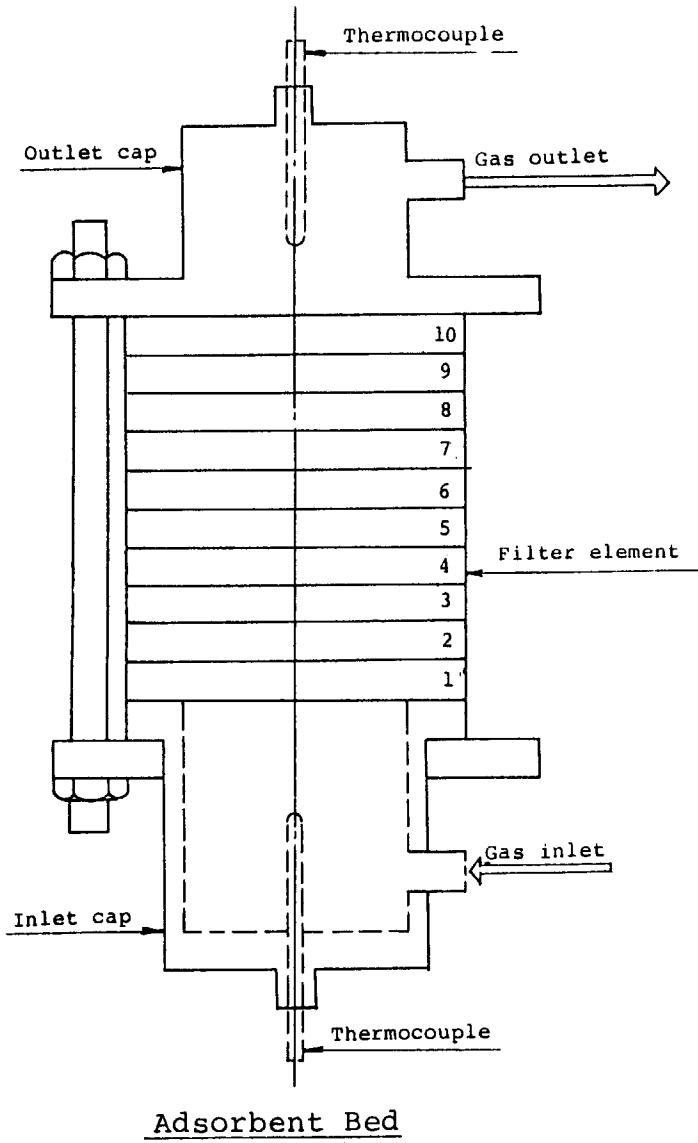 Thermocouple
Outlet cap
Gas outlet
10
9
8
7
6
5
Filter element
4
3
2
1
Gas inlet
Inlet cap
Thermocouple
Adsorbent Bed